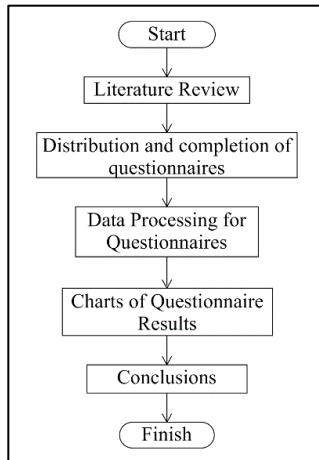 Start
Literature Review
Distribution and completion of
questionnaires
Data Processing for
Questionnaires
Charts of Questionnaire
Results
Conclusions
Finish